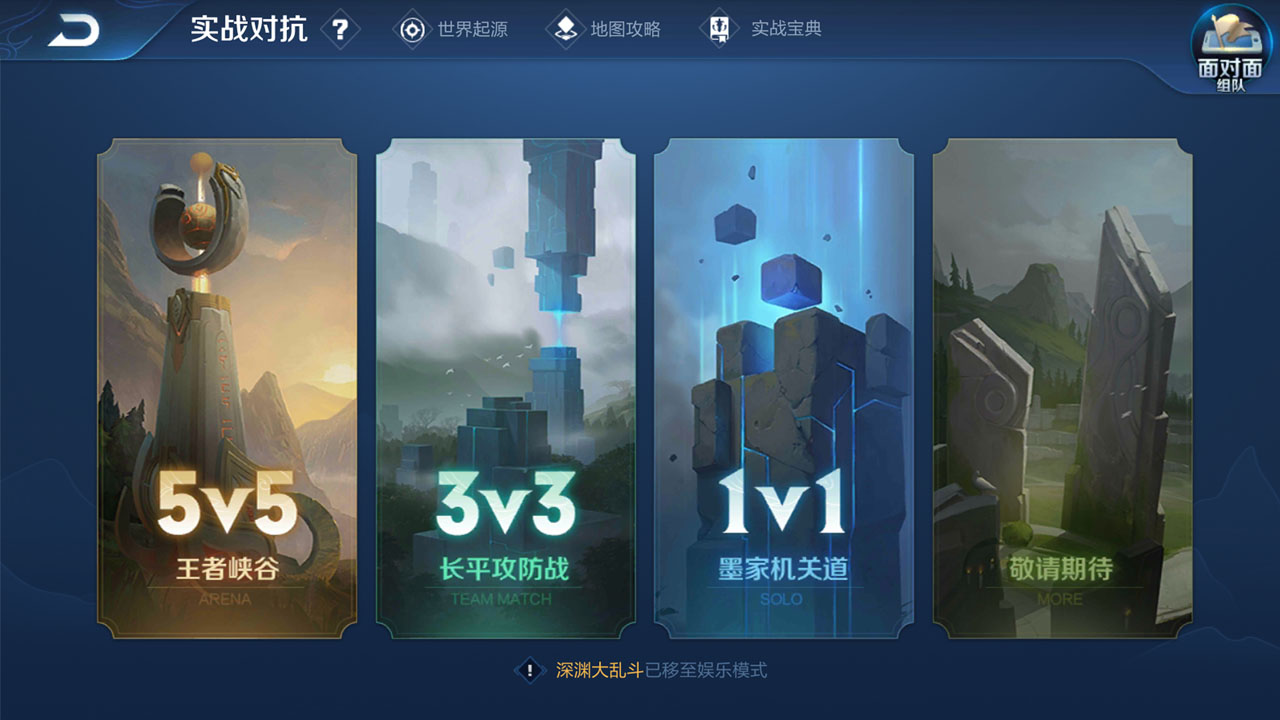 实战对抗
?
世界起源
地图攻略
实战宝典
面对面
组队
5v5
王者峡谷
ARENA
3v3
长平攻防战
TEAM MATCH
1v1
墨家机关道
SOLO
敬请期待
MORE
! 深渊大乱斗已移至娱乐模式